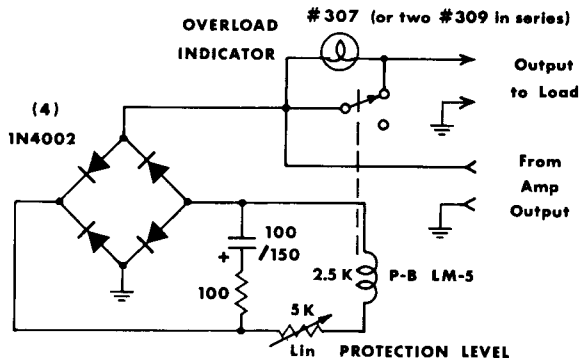 #307 (or two #309 in series)
OVERLOAD
INDICATOR
Output
to Load
(4)
1N4002
From
Amp
Output
100
/150
+
2.5 K
P-B LM-5
100
5 K
Lin
PROTECTION LEVEL